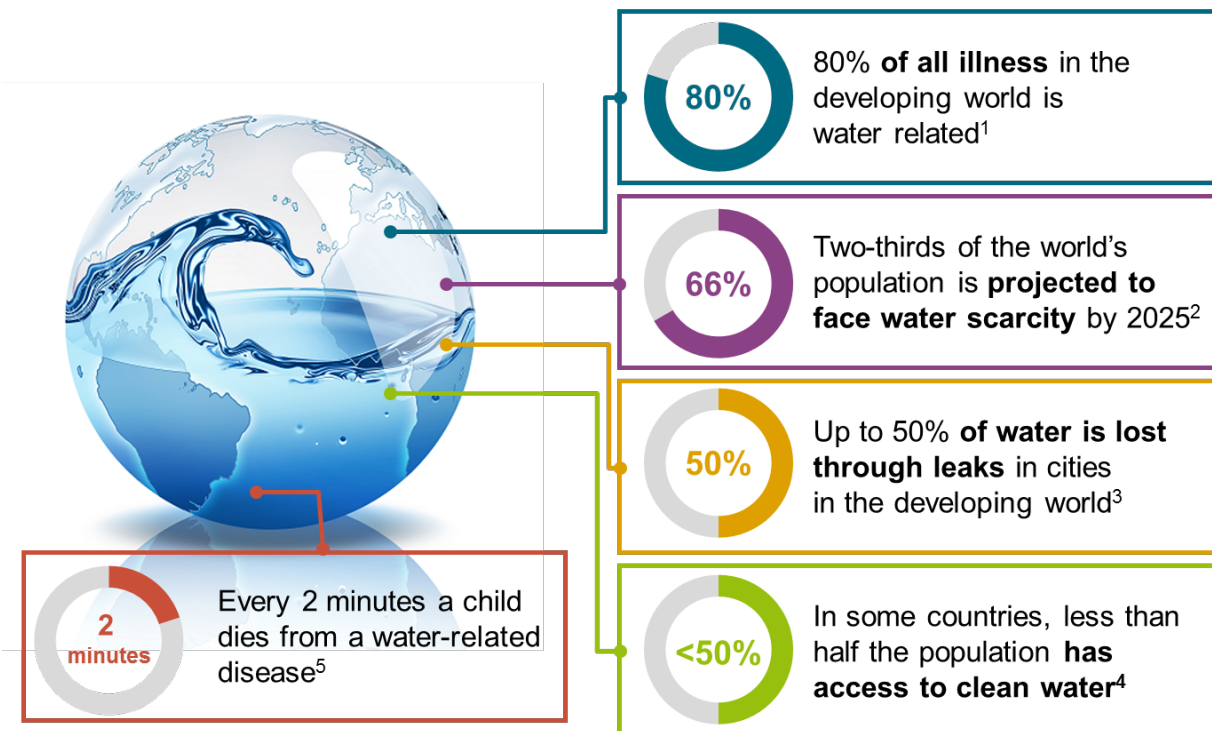 80%
80% of all illness in the
developing world is
water related1
66%
Two-thirds of the world’s
population is projected to
face water scarcity by 20252
50%
Up to 50% of water is lost
through leaks in cities
in the developing world3
<50%
In some countries, less than
half the population has
access to clean water4
2
minutes
Every 2 minutes a child
dies from a water-related
disease5